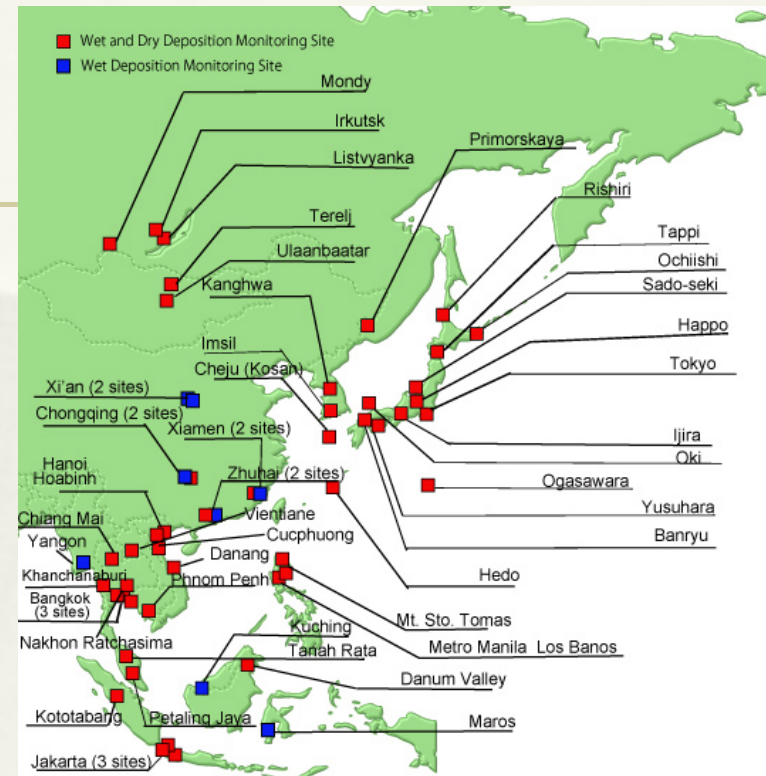 Wet and Dry Deposition Monitoring Site
Wet Deposition Monitoring Site
Mondy
Irkutsk
Primorskaya
Listvyanka
Rishiri
Terelj
Tappi
Ulaanbaatar
Ochiishi
Kanghwa
Sado-seki
Happo
Imsil
Cheju (Kosan)
Tokyo
Xi'an (2 sites)
Chongqing (2 sites)
Xiamen (2 sites)
Ijira
Oki
Hanoi
Hoabinh
Zhuhai (2 sites)
Ogasawara
Vientiane
Yusuhara
Chiang Mai
Cucphuong
Banryu
Yangon
Danang
Khanchanaburi
Phnom Penh
Hedo
Bangkok
(3 sites)
Mt. Sto. Tomas
Nakhon Ratchasima
Kuching
Tanah Rata
Metro Manila Los Banos
Danum Valley
Kototabang
Petaling Jaya
Maros
Jakarta (3 sites)